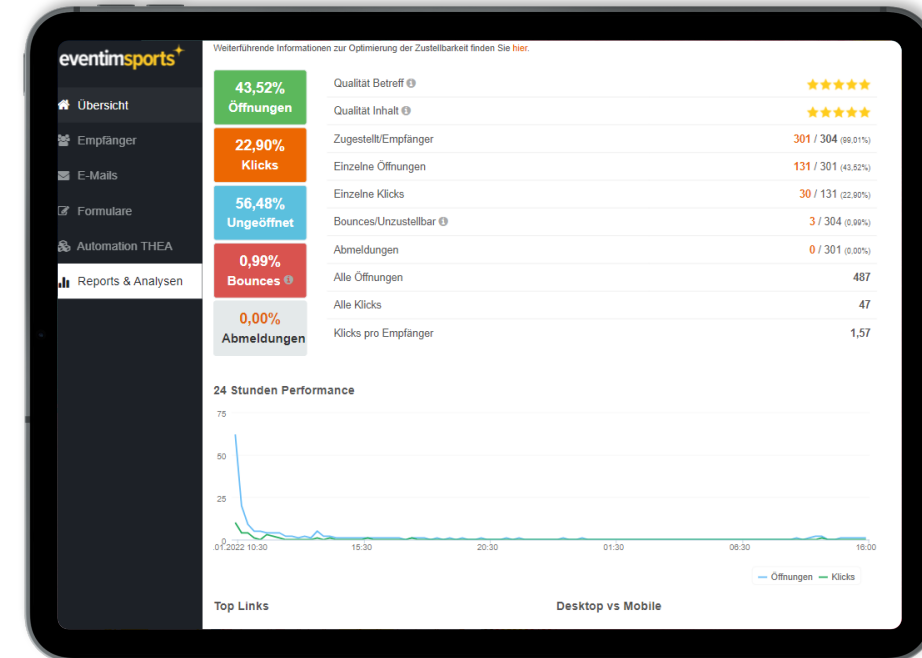 Weiterführende Informationen zur Optimierung der Zustellbarkeit finden Sie hier.
eventimsports
Übersicht
Empfänger
E-Mails
Formulare
Automation THEA
Reports & Analysen
43,52%
Öffnungen
22,90%
Klicks
56,48%
Ungeöffnet
0,99%
Bounces
0,00%
Abmeldungen
Qualität Betreff
Qualität Inhalt
Zugestellt/Empfänger 301 / 304 (99,01%)
Einzelne Öffnungen 131 / 301 (43,52%)
Einzelne Klicks 30 / 131 (22,90%)
Bounces/Unzustellbar 3 / 304 (0,99%)
Abmeldungen 0 / 301 (0,00%)
Alle Öffnungen 487
Alle Klicks 47
Klicks pro Empfänger 1,57
24 Stunden Performance
75
50
25
0
.01.2022 10:30 15:30 20:30 01:30 06:30 16:00
Öffnungen Klicks
Top Links Desktop vs Mobile